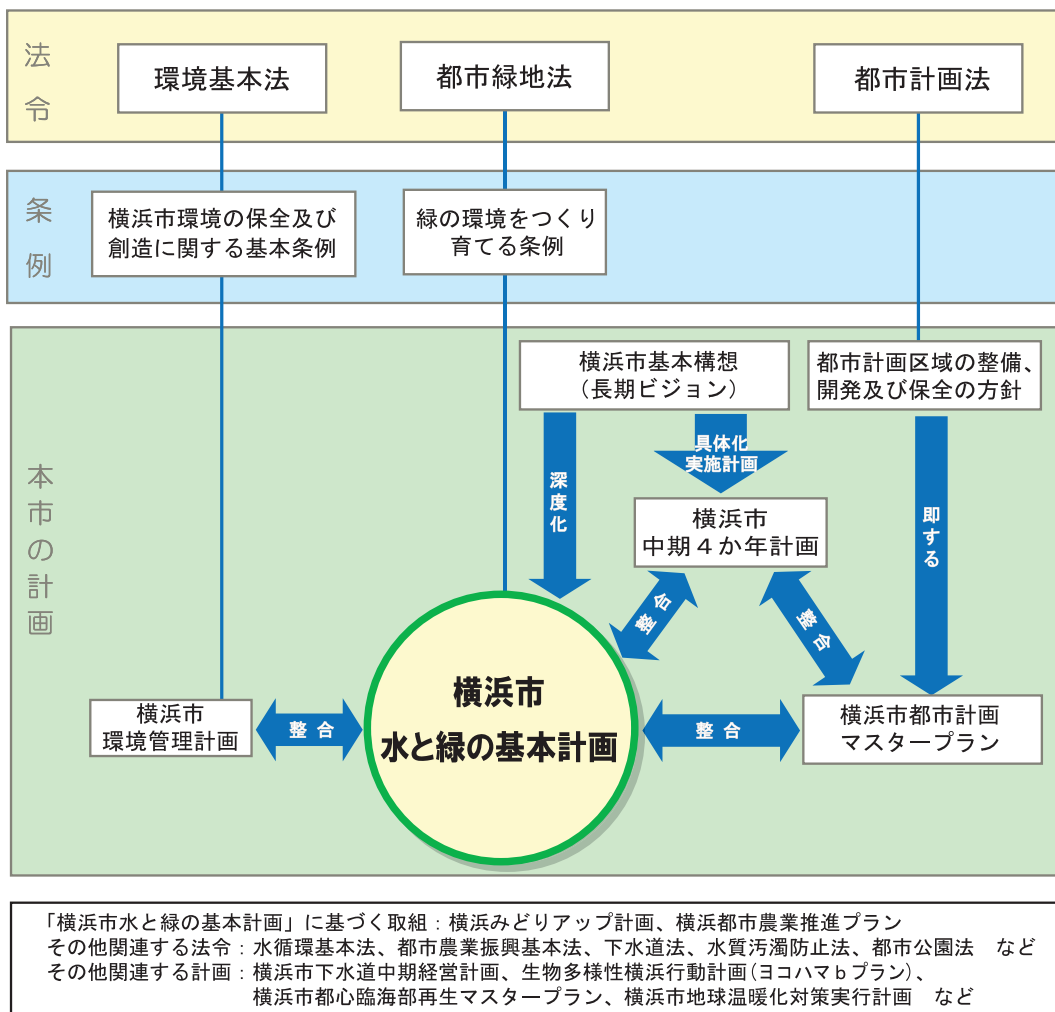 法令
環境基本法
都市緑地法
都市計画法
条例
横浜市環境の保全及び
創造に関する基本条例
緑の環境をつくり
育てる条例
本市の計画
横浜市基本構想
（長期ビジョン）
都市計画区域の整備、
開発及び保全の方針
深度化
具体化
実施計画
即する
横浜市
中期４か年計画
整合
整合
横浜市
水と緑の基本計画
横浜市
環境管理計画
整合
整合
横浜市都市計画
マスタープラン
「横浜市水と緑の基本計画」に基づく取組：横浜みどりアップ計画、横浜都市農業推進プラン
その他関連する法令：水循環基本法、都市農業振興基本法、下水道法、水質汚濁防止法、都市公園法　など
その他関連する計画：横浜市下水道中期経営計画、生物多様性横浜行動計画(ヨコハマｂプラン)、
横浜市都心臨海部再生マスタープラン、横浜市地球温暖化対策実行計画　など